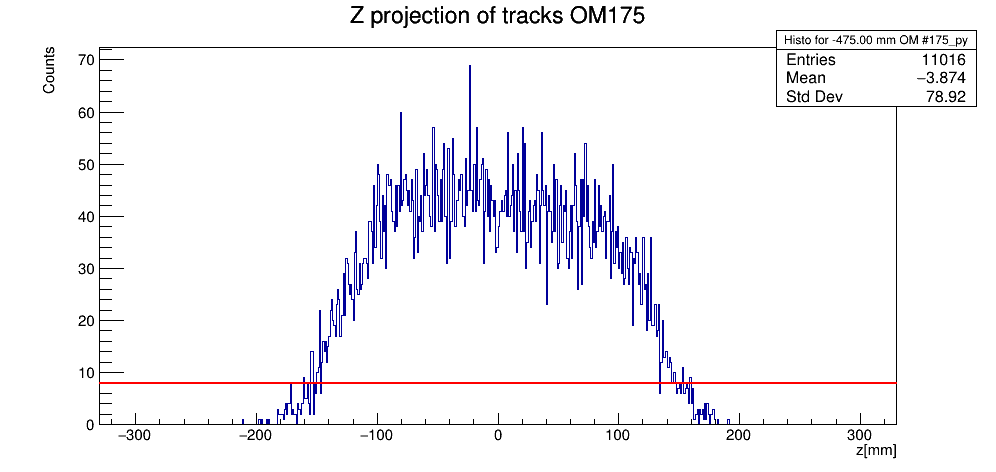 Z projection of tracks OM175
Histo for -475.00 mm OM #175_py
Entries 11016
Mean −3.874
Std Dev 78.92
Counts
70
60
50
40
30
20
10
0
−300 −200 −100 0 100 200 300
z[mm]